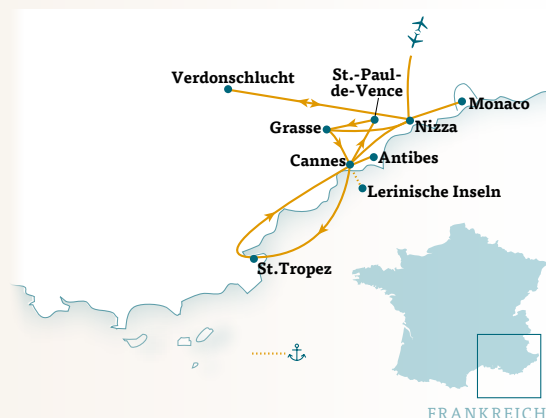 Verdonschlucht
St.-Paul-
de-Vence
Monaco
Grasse
Nizza
Cannes
Antibes
Lerinische Inseln
St.Tropez
FRANKREICH